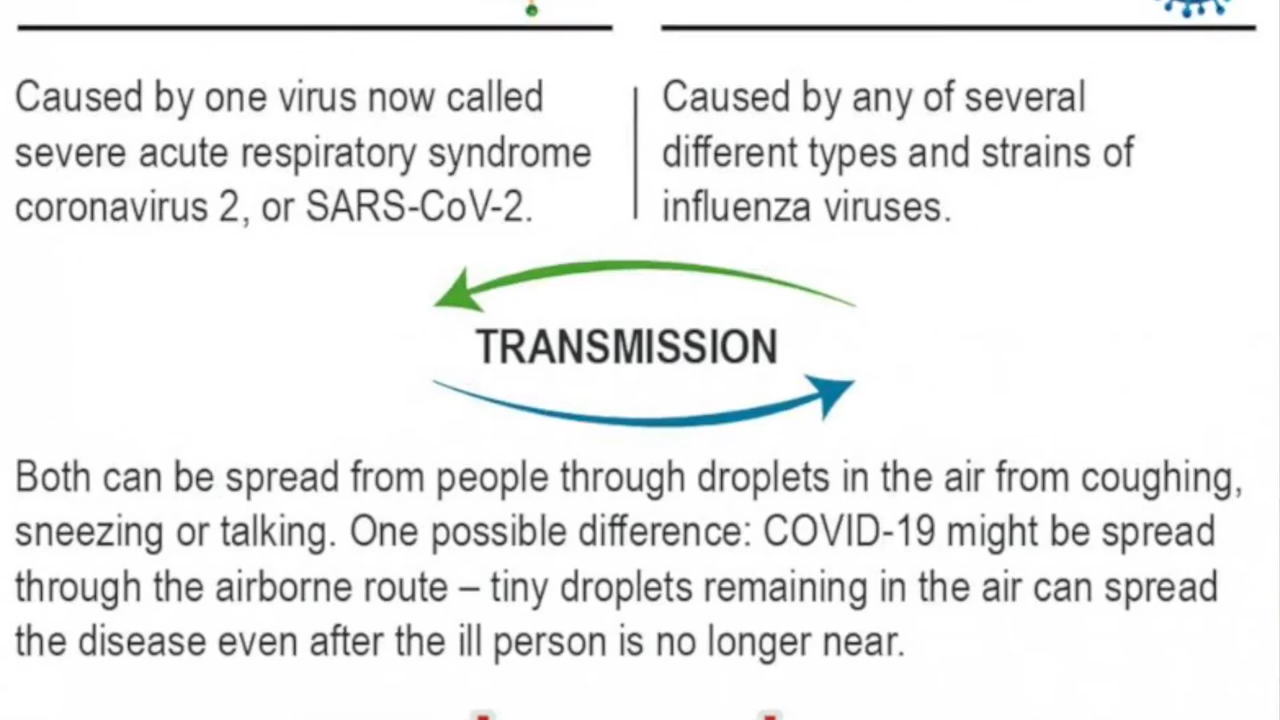 Caused by one virus now called
severe acute respiratory syndrome
coronavirus 2, or SARS-CoV-2.
Caused by any of several
different types and strains of
influenza viruses.
TRANSMISSION
Both can be spread from people through droplets in the air from coughing,
sneezing or talking. One possible difference: COVID-19 might be spread
through the airborne route – tiny droplets remaining in the air can spread
the disease even after the ill person is no longer near.